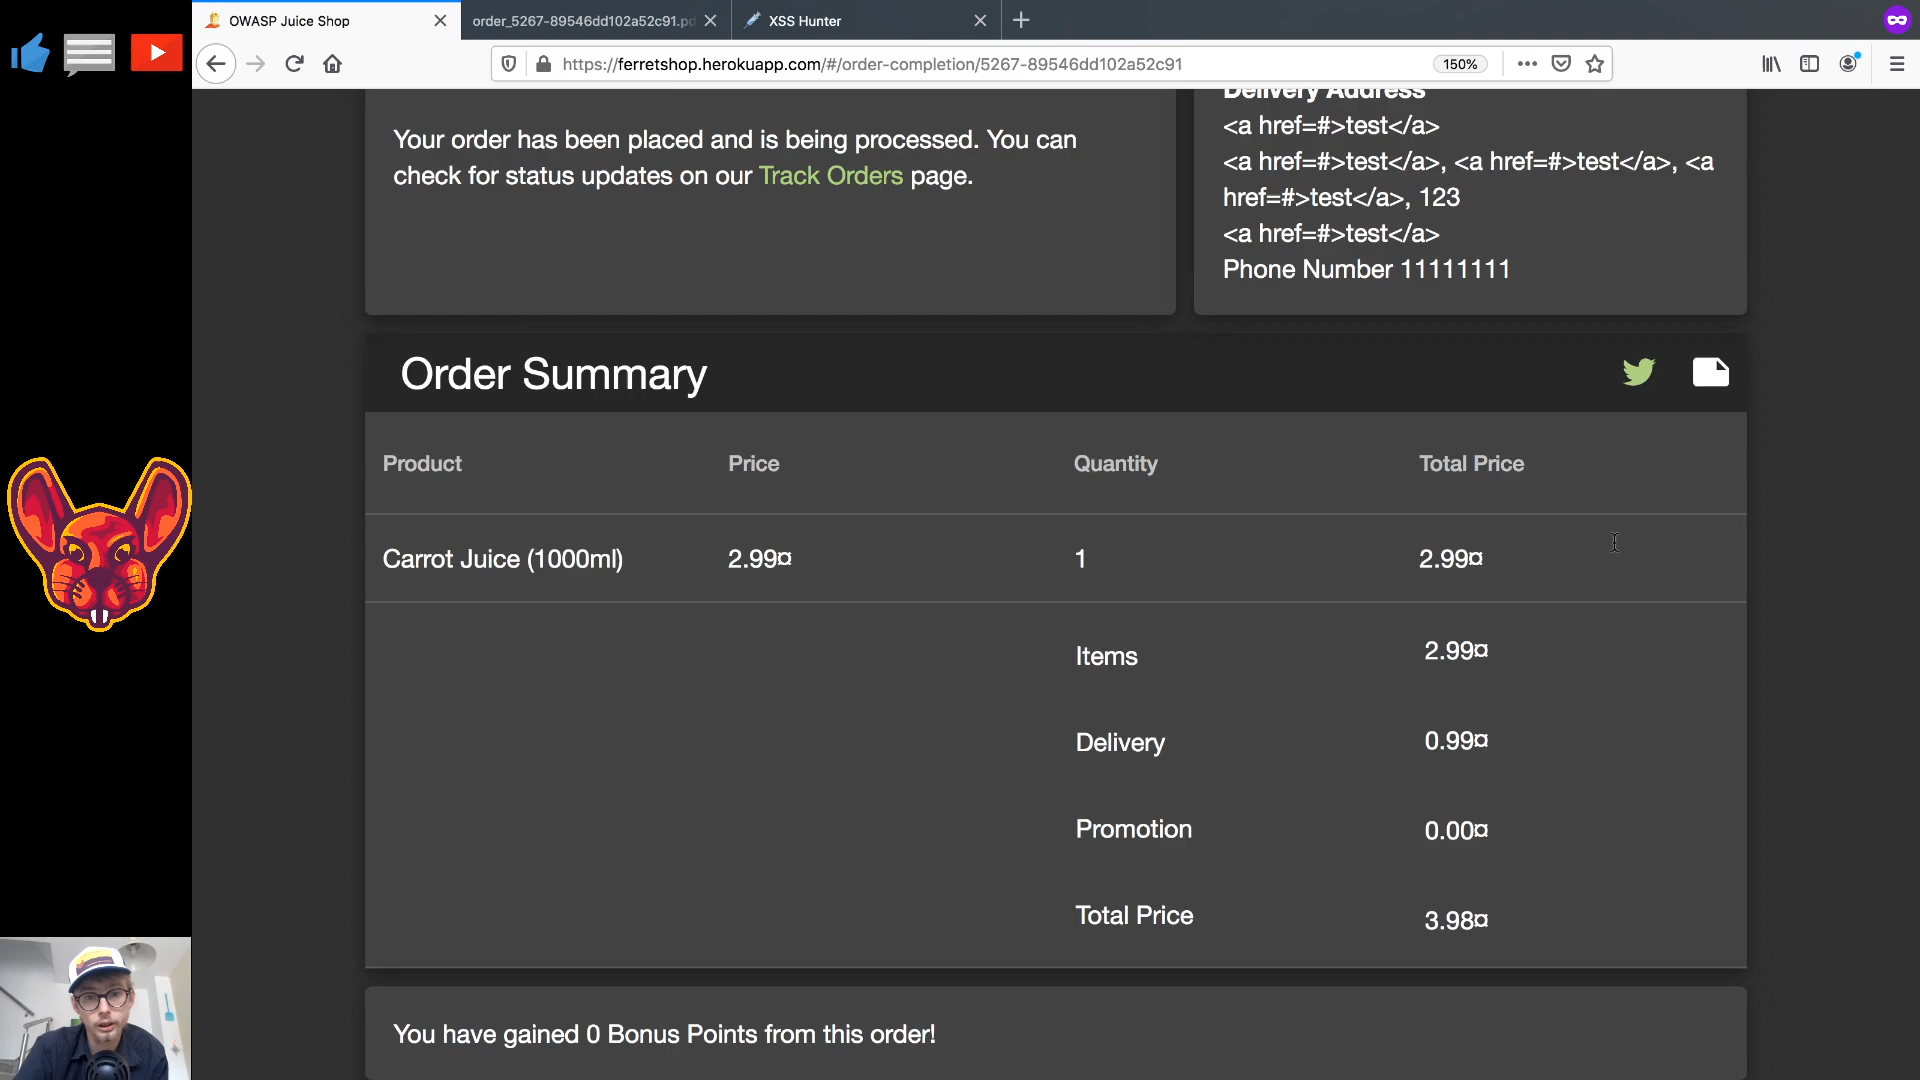 OWASP Juice Shop
order_5267-89546dd102a52c91.pd
XSS Hunter
https://ferretshop.herokuapp.com/#/order-completion/5267-89546dd102a52c91
150%
Your order has been placed and is being processed. You can
check for status updates on our Track Orders page.
Delivery Address
<a href=#>test</a>
<a href=#>test</a>, <a href=#>test</a>, <a
href=#>test</a>, 123
<a href=#>test</a>
Phone Number 11111111
Order Summary
Product Price Quantity Total Price
Carrot Juice (1000ml) 2.99¤ 1 2.99¤
Items 2.99¤
Delivery 0.99¤
Promotion 0.00¤
Total Price 3.98¤
You have gained 0 Bonus Points from this order!